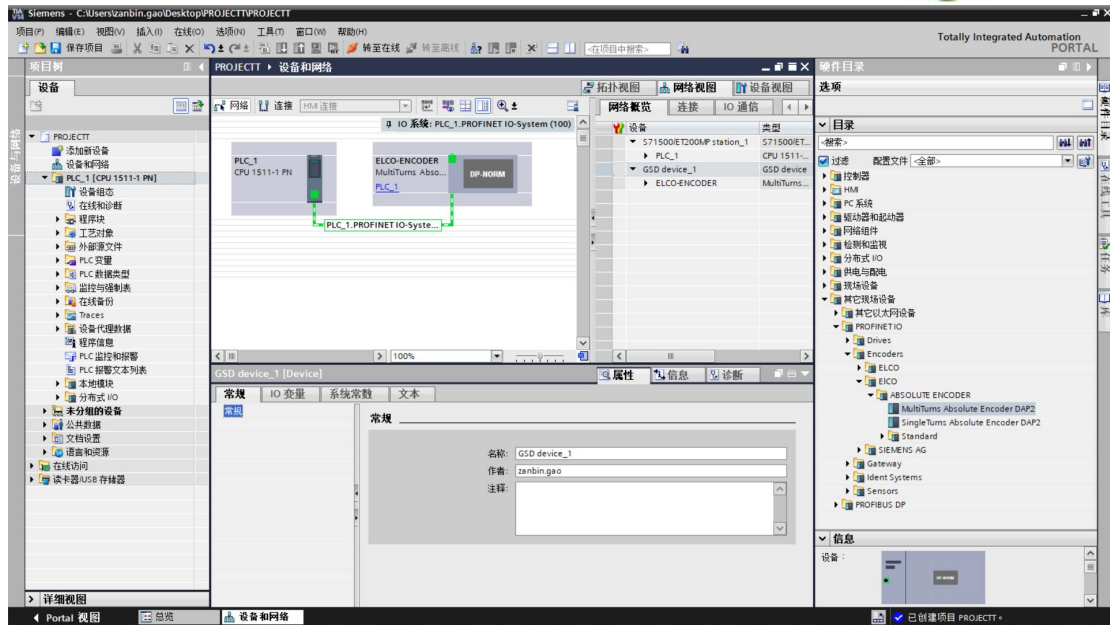 Siemens - C:\Users\zanbin.gao\Desktop\PROJECTT\PROJECTT
项目(P) 编辑(E) 视图(V) 插入(I) 在线(O) 选项(N) 工具(T) 窗口(W) 帮助(H)
Totally Integrated Automation
PORTAL
保存项目 转至在线 转至离线 <在项目中搜索>
项目树
PROJECTT ▸ 设备和网络
硬件目录
设备
拓扑视图 网络视图 设备视图
选项
网络 连接 HMI 连接
网络概览 连接 IO 通信
IO 系统: PLC_1.PROFINET IO-System (100)
目录
<搜索>
过滤 配置文件 <全部>
PROJECTT
添加新设备
设备和网络
PLC_1 [CPU 1511-1 PN]
设备组态
在线和诊断
程序块
工艺对象
外部源文件
PLC 变量
PLC 数据类型
监控与强制表
在线备份
Traces
设备代理数据
程序信息
PLC 监控和报警
PLC 报警文本列表
本地模块
分布式 I/O
未分组的设备
公共数据
文档设置
语言和资源
在线访问
读卡器/USB 存储器
详细视图
设备与网络
PLC_1
CPU 1511-1 PN
ELCO-ENCODER
MultiTurns Abso...
PLC_1
DP-NORM
PLC_1.PROFINET IO-Syste...
100%
设备 类型
S71500/ET200MP station_1 S71500/ET...
PLC_1 CPU 1511-...
GSD device_1 GSD device
ELCO-ENCODER MultiTurns...
GSD device_1 [Device]
属性 信息 诊断
常规 IO 变量 系统常数 文本
常规
常规
名称: GSD device_1
作者: zanbin.gao
注释:
控制器
HMI
PC 系统
驱动器和起动器
网络组件
检测和监视
分布式 I/O
供电与配电
现场设备
其它现场设备
其它以太网设备
PROFINET IO
Drives
Encoders
ELCO
ElCO
ABSOLUTE ENCODER
MultiTurns Absolute Encoder DAP2
SingleTurns Absolute Encoder DAP2
Standard
SIEMENS AG
Gateway
Ident Systems
Sensors
PROFIBUS DP
信息
设备：
DP-NORM
硬件目录
在线工具
任务
库
Portal 视图 总览 设备和网络 已创建项目 PROJECTT。